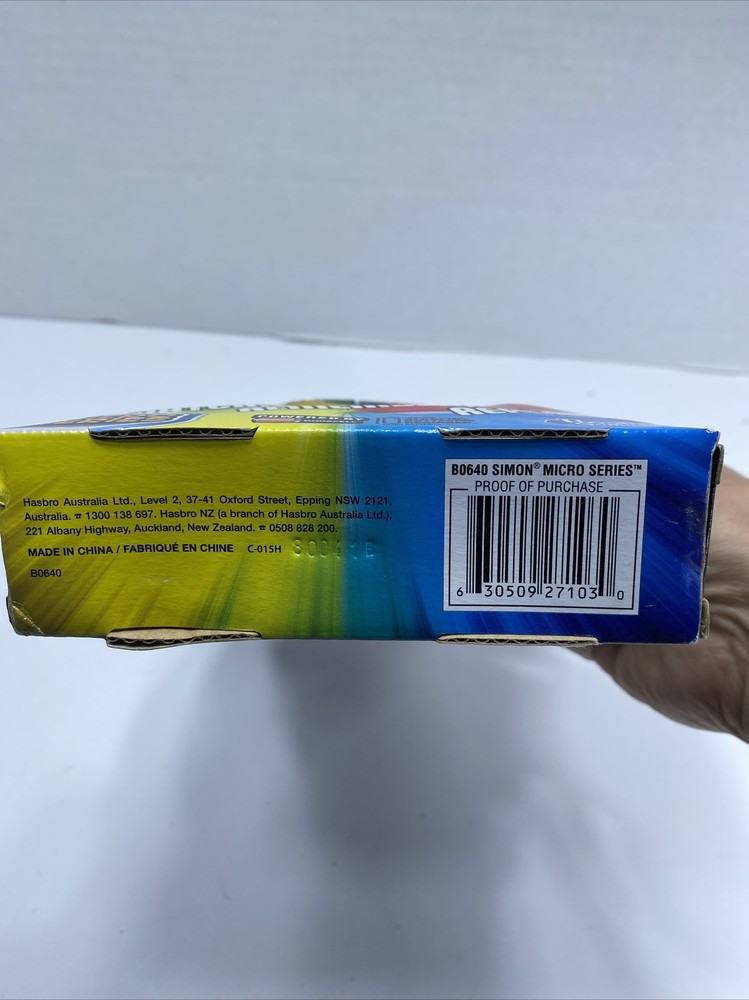 POWERED BY
B0640 SIMON® MICRO SERIES™
PROOF OF PURCHASE
6 30509 27103 0
Hasbro Australia Ltd., Level 2, 37-41 Oxford Street, Epping NSW 2121,
Australia. ☎ 1300 138 697. Hasbro NZ (a branch of Hasbro Australia Ltd.),
221 Albany Highway, Auckland, New Zealand. ☎ 0508 828 200.
MADE IN CHINA / FABRIQUÉ EN CHINE C-015H
B0640